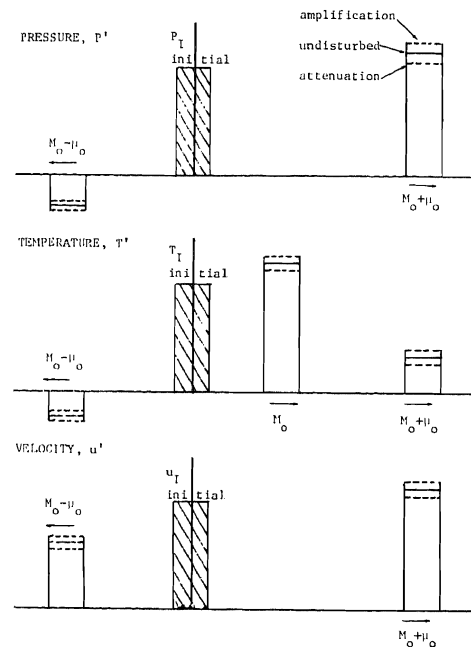 amplification
PRESSURE, P'
P_I
initial
undisturbed
attenuation
M_o-μ_o
M_o+μ_o
TEMPERATURE, T'
T_I
initial
M_o-μ_o
M_o
M_o+μ_o
VELOCITY, u'
u_I
initial
M_o-μ_o
M_o+μ_o